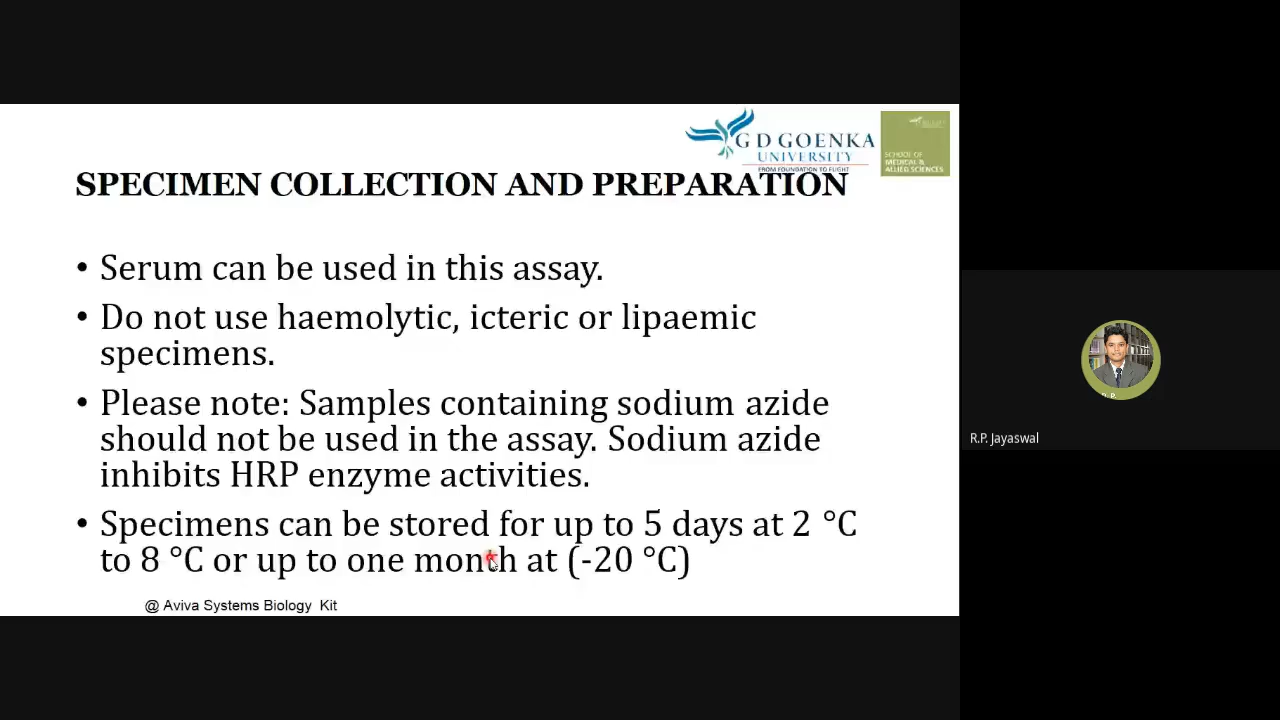 G D GOENKA
UNIVERSITY
FROM FOUNDATION TO FLIGHT
SCHOOL OF
MEDICAL &
ALLIED SCIENCES
SPECIMEN COLLECTION AND PREPARATION
• Serum can be used in this assay.
• Do not use haemolytic, icteric or lipaemic
specimens.
• Please note: Samples containing sodium azide
should not be used in the assay. Sodium azide
inhibits HRP enzyme activities.
• Specimens can be stored for up to 5 days at 2 °C
to 8 °C or up to one month at (-20 °C)
@ Aviva Systems Biology Kit
R.P. Jayaswal